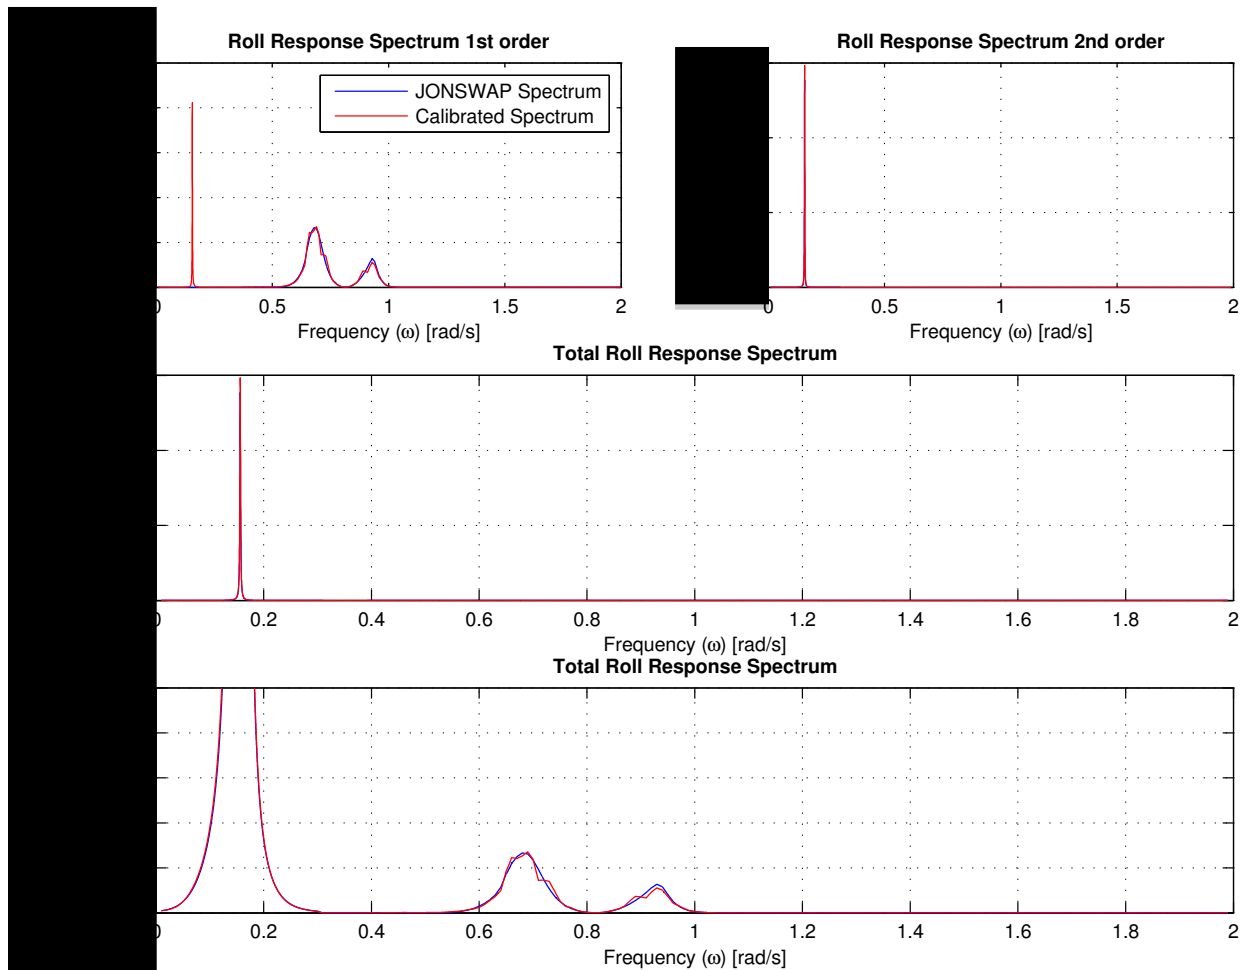 Roll Response Spectrum 1st order
JONSWAP Spectrum
Calibrated Spectrum
0 0.5 1 1.5 2
Frequency (ω) [rad/s]
Roll Response Spectrum 2nd order
0 0.5 1 1.5 2
Frequency (ω) [rad/s]
Total Roll Response Spectrum
0 0.2 0.4 0.6 0.8 1 1.2 1.4 1.6 1.8 2
Frequency (ω) [rad/s]
Total Roll Response Spectrum
0 0.2 0.4 0.6 0.8 1 1.2 1.4 1.6 1.8 2
Frequency (ω) [rad/s]